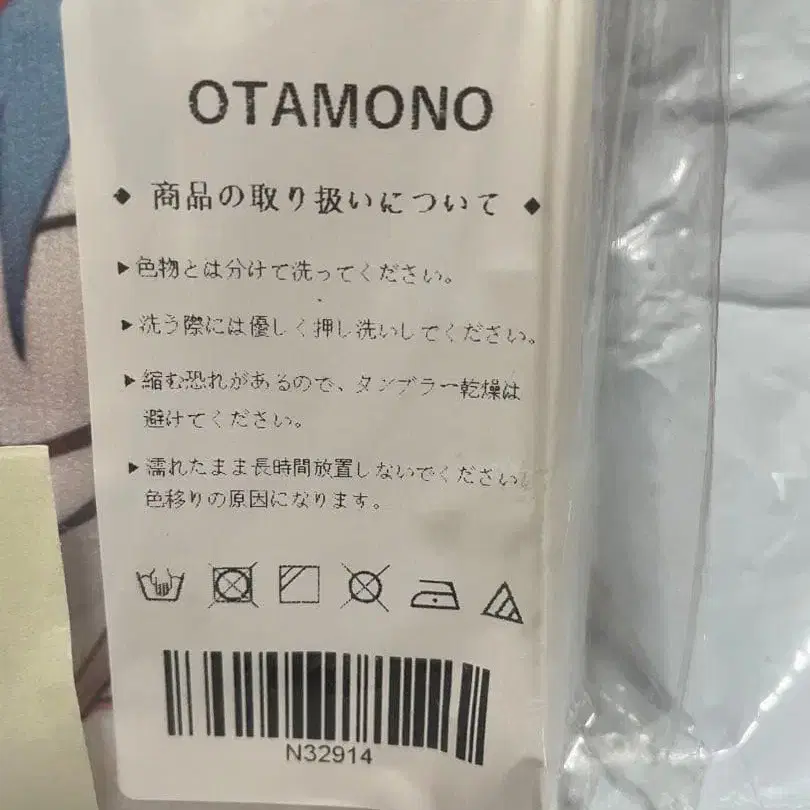 OTAMONO
◆ 商品の取り扱いについて ◆
▶色物とは分けて洗ってください。
▶洗う際には優しく押し洗いしてください。
▶縮む恐れがあるので、タンブラー乾燥は
避けてください。
▶濡れたまま長時間放置しないでください。
色移りの原因になります。
N32914